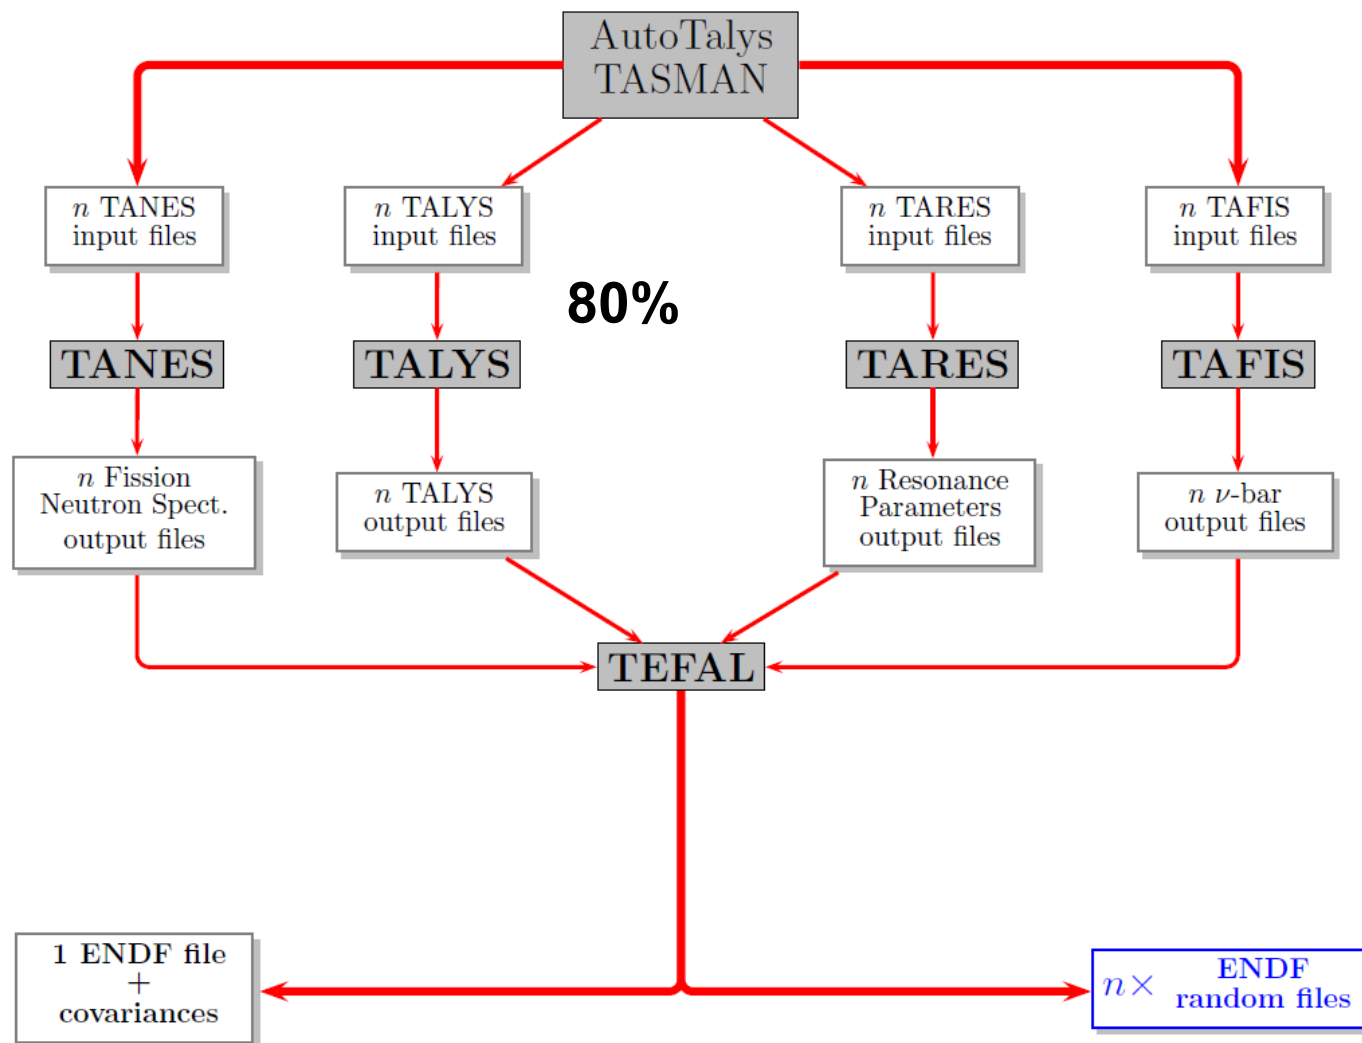 AutoTalys
TASMAN
n TANES
input files
n TALYS
input files
n TARES
input files
n TAFIS
input files
80%
TANES
TALYS
TARES
TAFIS
n Fission
Neutron Spect.
output files
n TALYS
output files
n Resonance
Parameters
output files
n ν-bar
output files
TEFAL
1 ENDF file
+
covariances
n× ENDF
random files